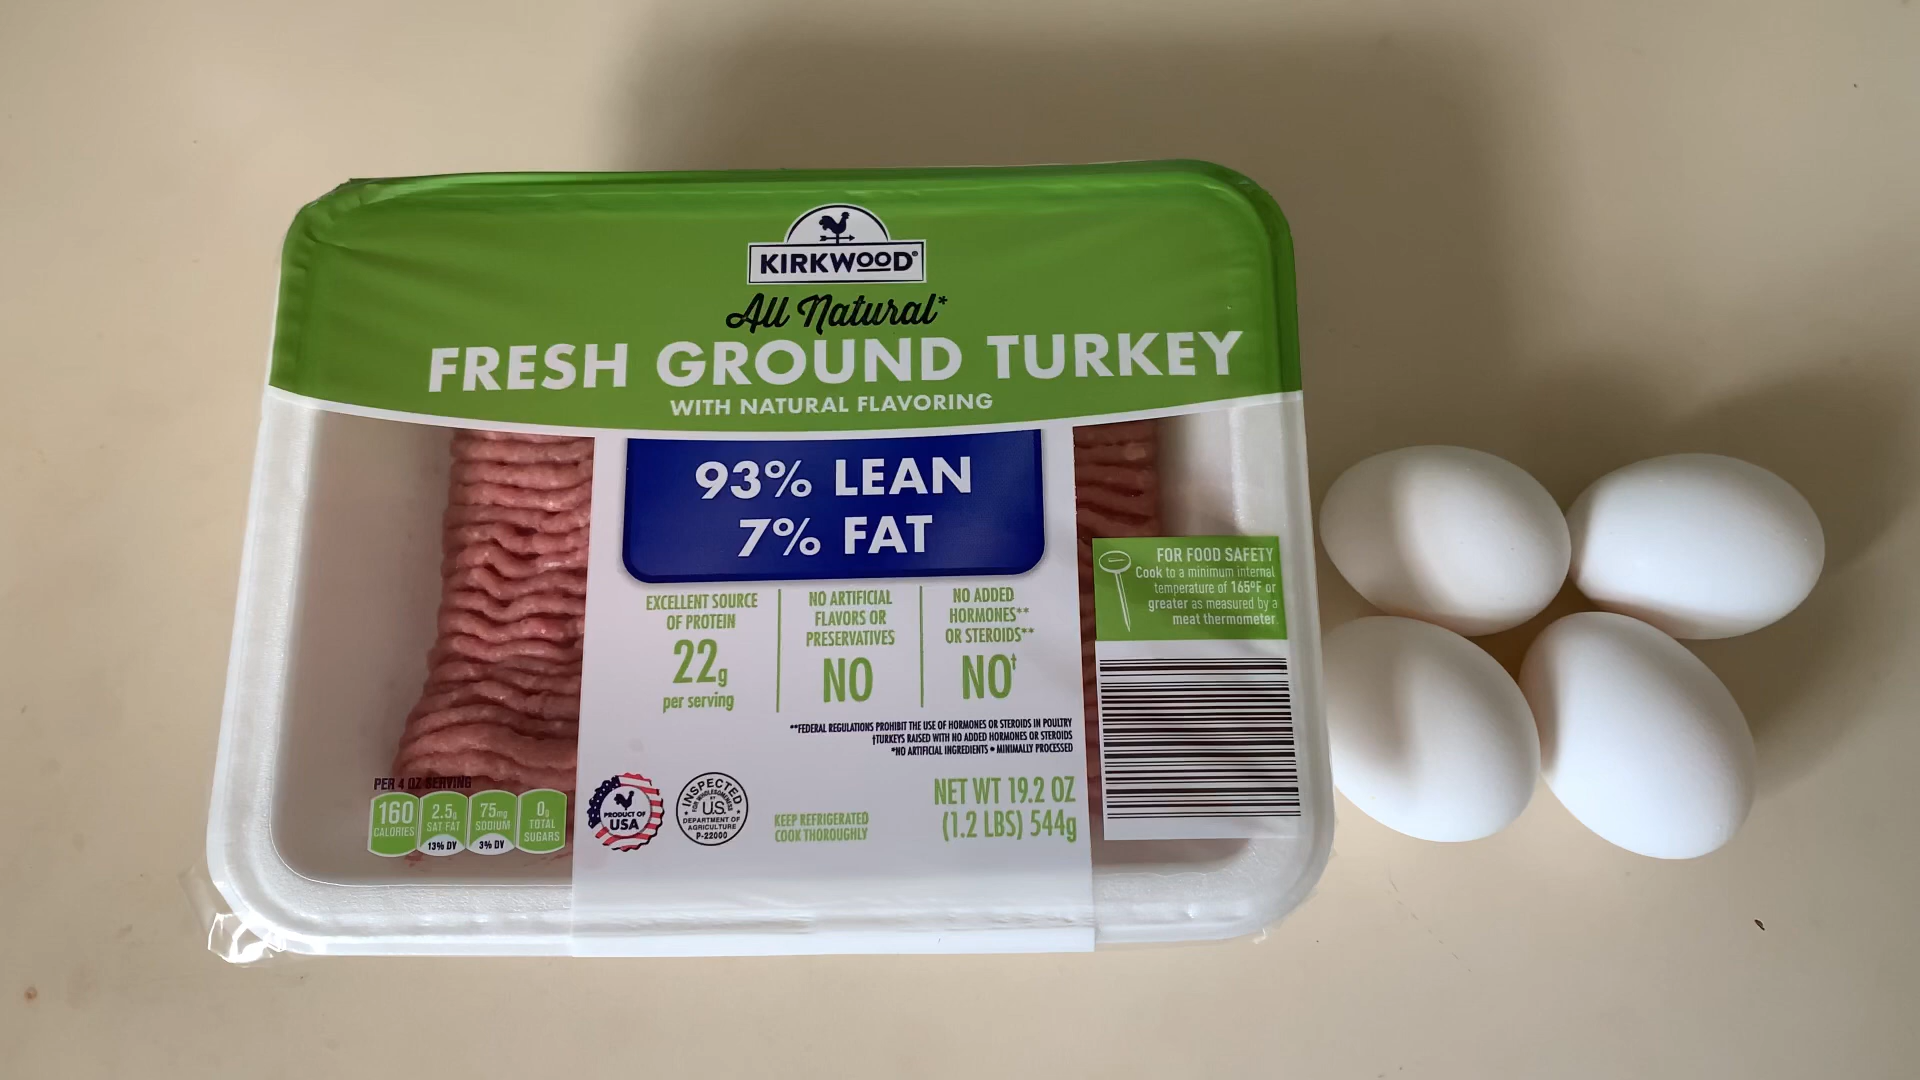 KIRKWOOD®
All Natural*
FRESH GROUND TURKEY
WITH NATURAL FLAVORING
93% LEAN
7% FAT
EXCELLENT SOURCE
OF PROTEIN
22g
per serving
NO ARTIFICIAL
FLAVORS OR
PRESERVATIVES
NO
NO ADDED
HORMONES**
OR STEROIDS**
NO†
FOR FOOD SAFETY
Cook to a minimum internal
temperature of 165ºF or
greater as measured by a
meat thermometer.
**FEDERAL REGULATIONS PROHIBIT THE USE OF HORMONES OR STEROIDS IN POULTRY
†TURKEYS RAISED WITH NO ADDED HORMONES OR STEROIDS
*NO ARTIFICIAL INGREDIENTS • MINIMALLY PROCESSED
PER 4 OZ SERVING
160
CALORIES
2.5g
SAT FAT
13% DV
75mg
SODIUM
3% DV
0g
TOTAL
SUGARS
PRODUCT OF
USA
INSPECTED
FOR WHOLESOMENESS
BY
U.S.
DEPARTMENT OF
AGRICULTURE
P-22000
KEEP REFRIGERATED
COOK THOROUGHLY
NET WT 19.2 OZ
(1.2 LBS) 544g